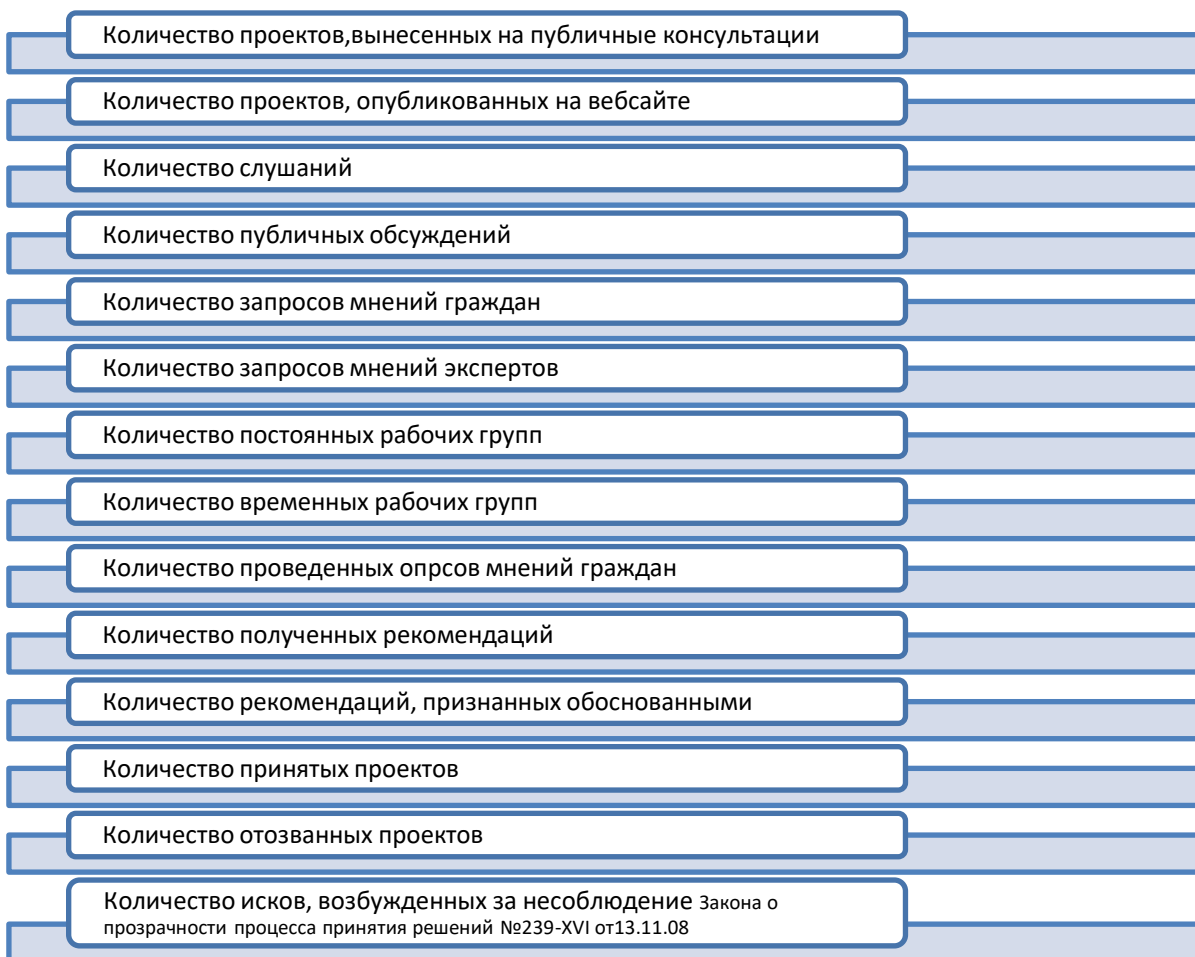 Количество проектов,вынесенных на публичные консультации
Количество проектов, опубликованных на вебсайте
Количество слушаний
Количество публичных обсуждений
Количество запросов мнений граждан
Количество запросов мнений экспертов
Количество постоянных рабочих групп
Количество временных рабочих групп
Количество проведенных опрсов мнений граждан
Количество полученных рекомендаций
Количество рекомендаций, признанных обоснованными
Количество принятых проектов
Количество отозванных проектов
Количество исков, возбужденных за несоблюдение Закона о
прозрачности процесса принятия решений №239-XVI от13.11.08